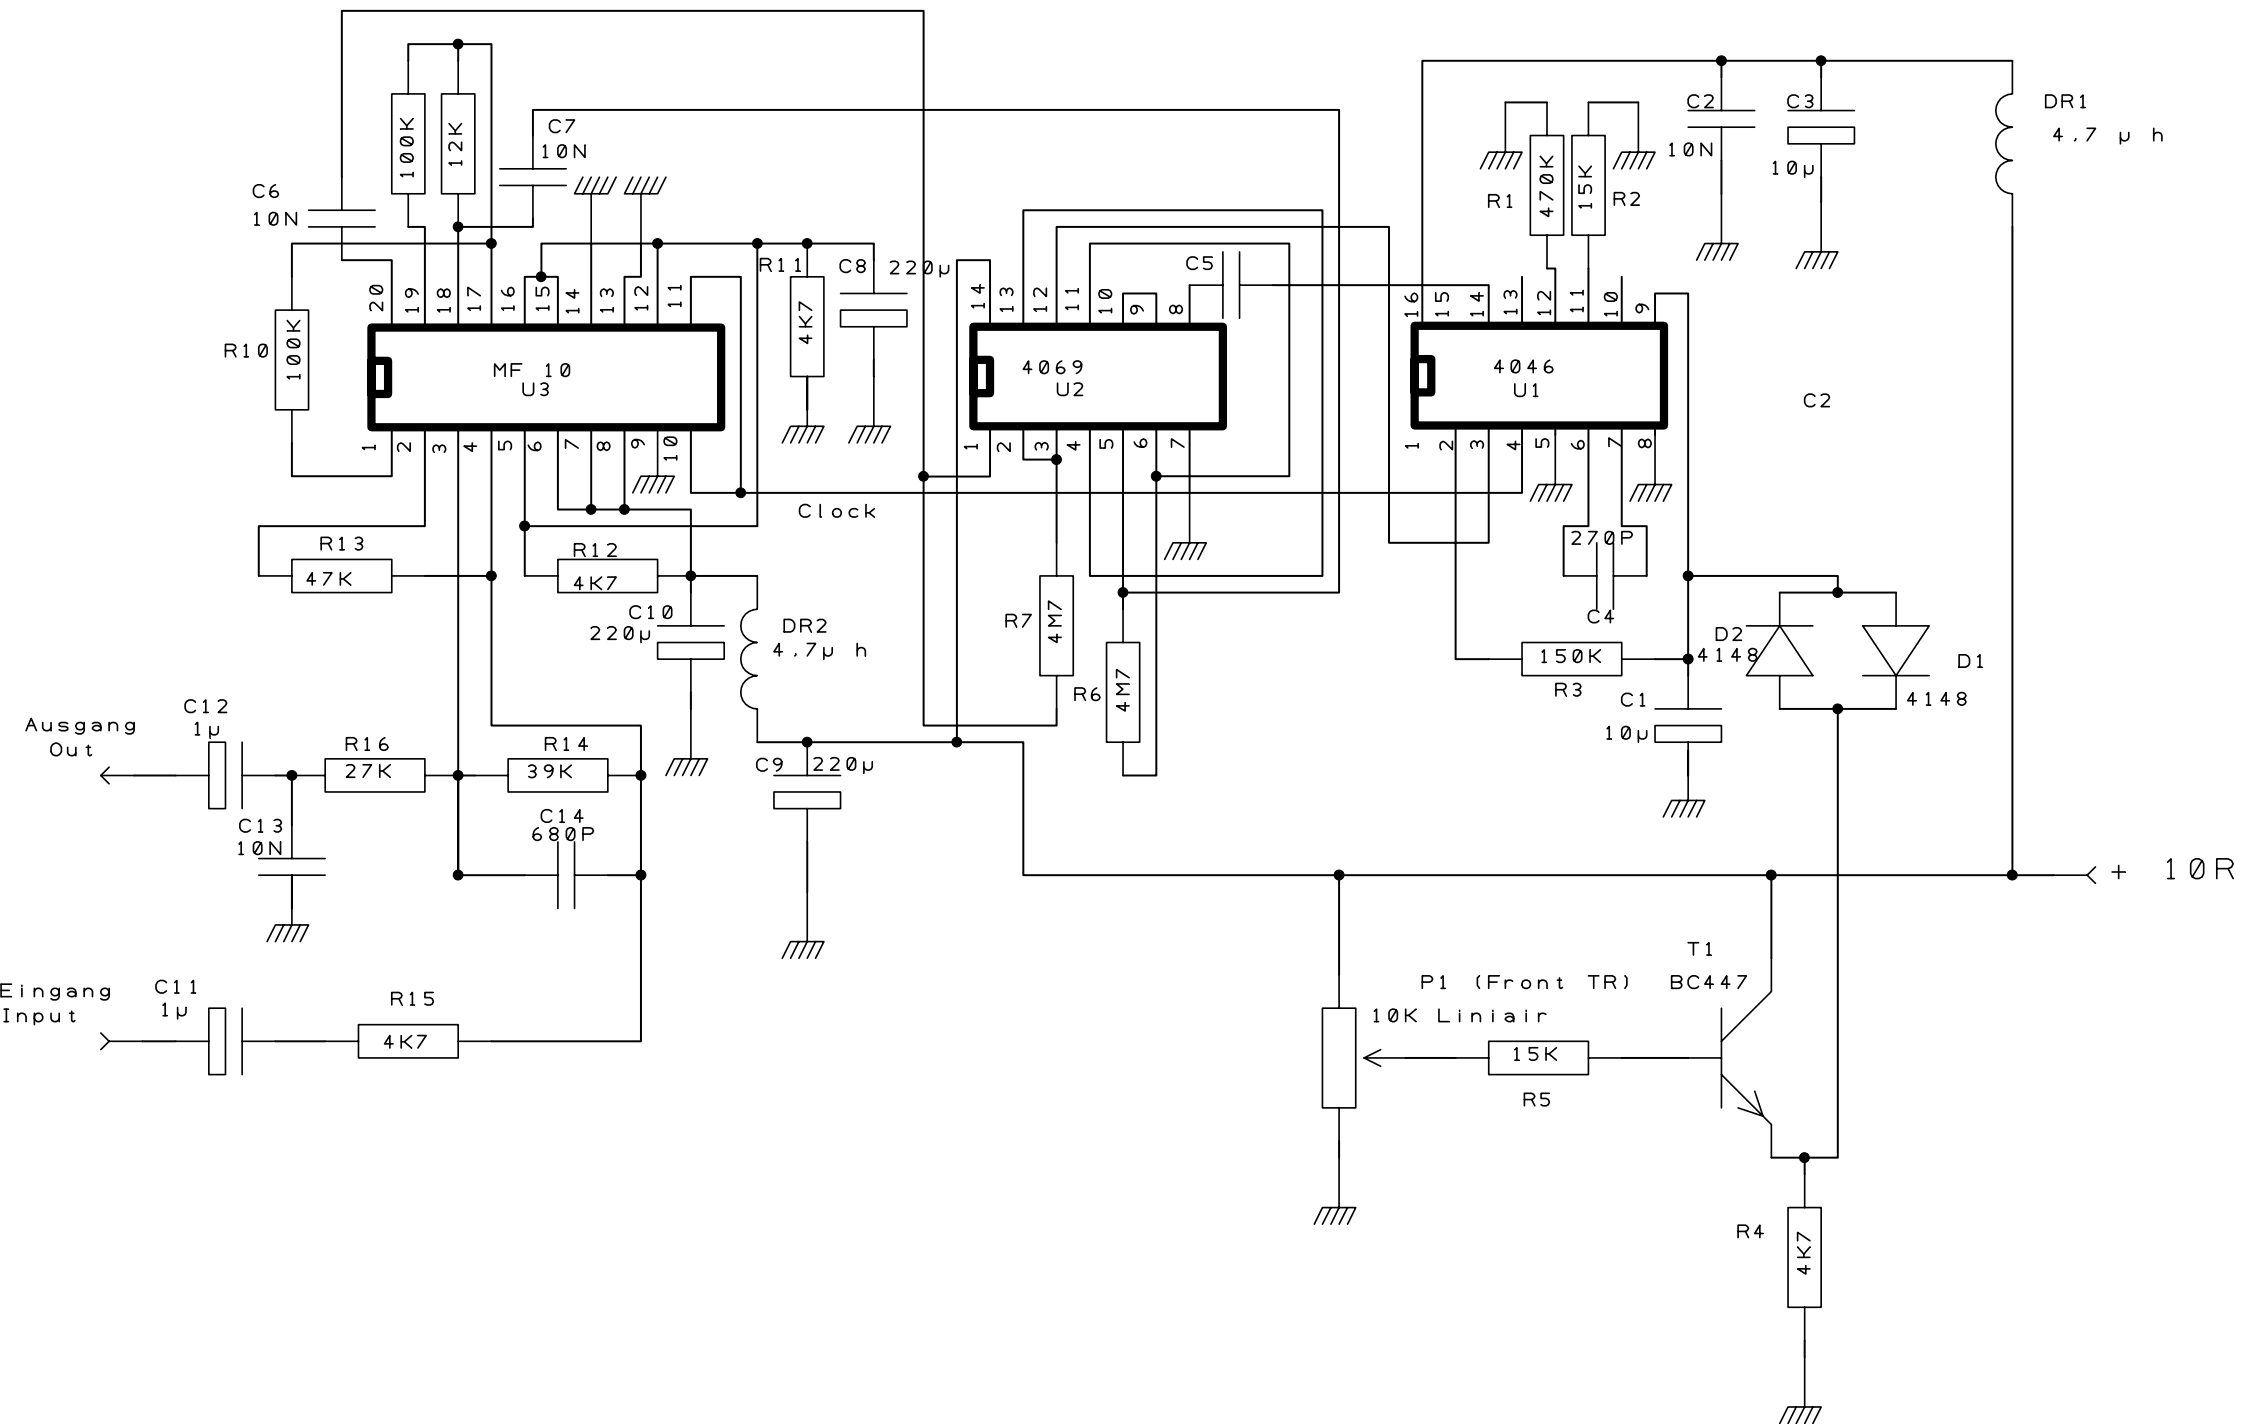 C6
10N
100K
12K
C7
10N
R11
4K7
C8 220µ
C5
R1
470K
15K
R2
C2
10N
C3
10µ
DR1
4.7 µ h
20 19 18 17 16 15 14 13 12 11
MF 10
U3
1 2 3 4 5 6 7 8 9 10
R10
100K
14 13 12 11 10 9 8
4069
U2
1 2 3 4 5 6 7
16 15 14 13 12 11 10 9
4046
U1
1 2 3 4 5 6 7 8
C2
Clock
R13
47K
R12
4K7
C10
220µ
DR2
4.7µ h
R7
4M7
R6
4M7
270P
C4
150K
R3
D2
4148
D1
4148
C1
10µ
Ausgang
Out
C12
1µ
R16
27K
R14
39K
C9 220µ
C13
10N
C14
680P
+ 10R
Eingang
Input
C11
1µ
R15
4K7
T1
BC447
P1 (Front TR)
10K Liniair
15K
R5
R4
4K7